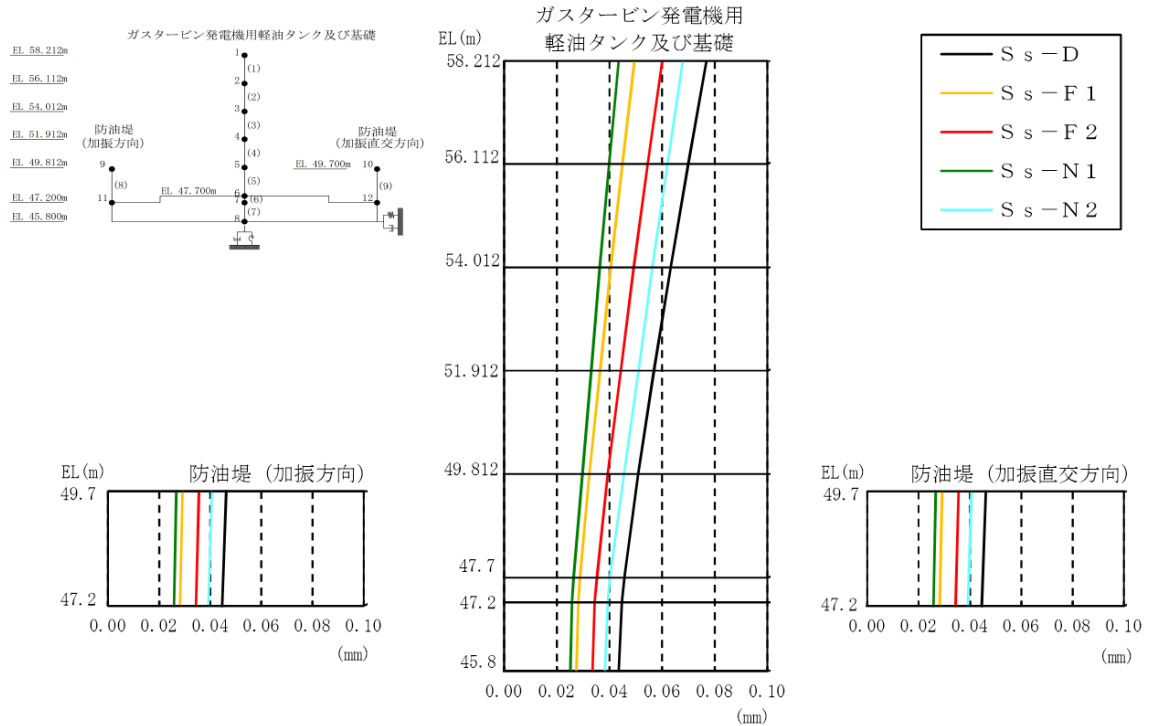 ガスタービン発電機用軽油タンク及び基礎
EL 58.212m
EL 56.112m
EL 54.012m
EL 51.912m
EL 49.812m
EL 47.200m
EL 45.800m
防油堤
(加振方向)
防油堤
(加振直交方向)
EL 49.700m
EL 47.700m
1
2
3
4
5
6
7
8
9
10
11
12
(1)
(2)
(3)
(4)
(5)
(6)
(7)
(8)
(9)
ガスタービン発電機用
軽油タンク及び基礎
EL(m)
58.212
56.112
54.012
51.912
49.812
47.7
47.2
45.8
0.00 0.02 0.04 0.06 0.08 0.10
(mm)
Ss-D
Ss-F1
Ss-F2
Ss-N1
Ss-N2
EL(m)
防油堤 (加振方向)
49.7
47.2
0.00 0.02 0.04 0.06 0.08 0.10
(mm)
EL(m)
防油堤 (加振直交方向)
49.7
47.2
0.00 0.02 0.04 0.06 0.08 0.10
(mm)